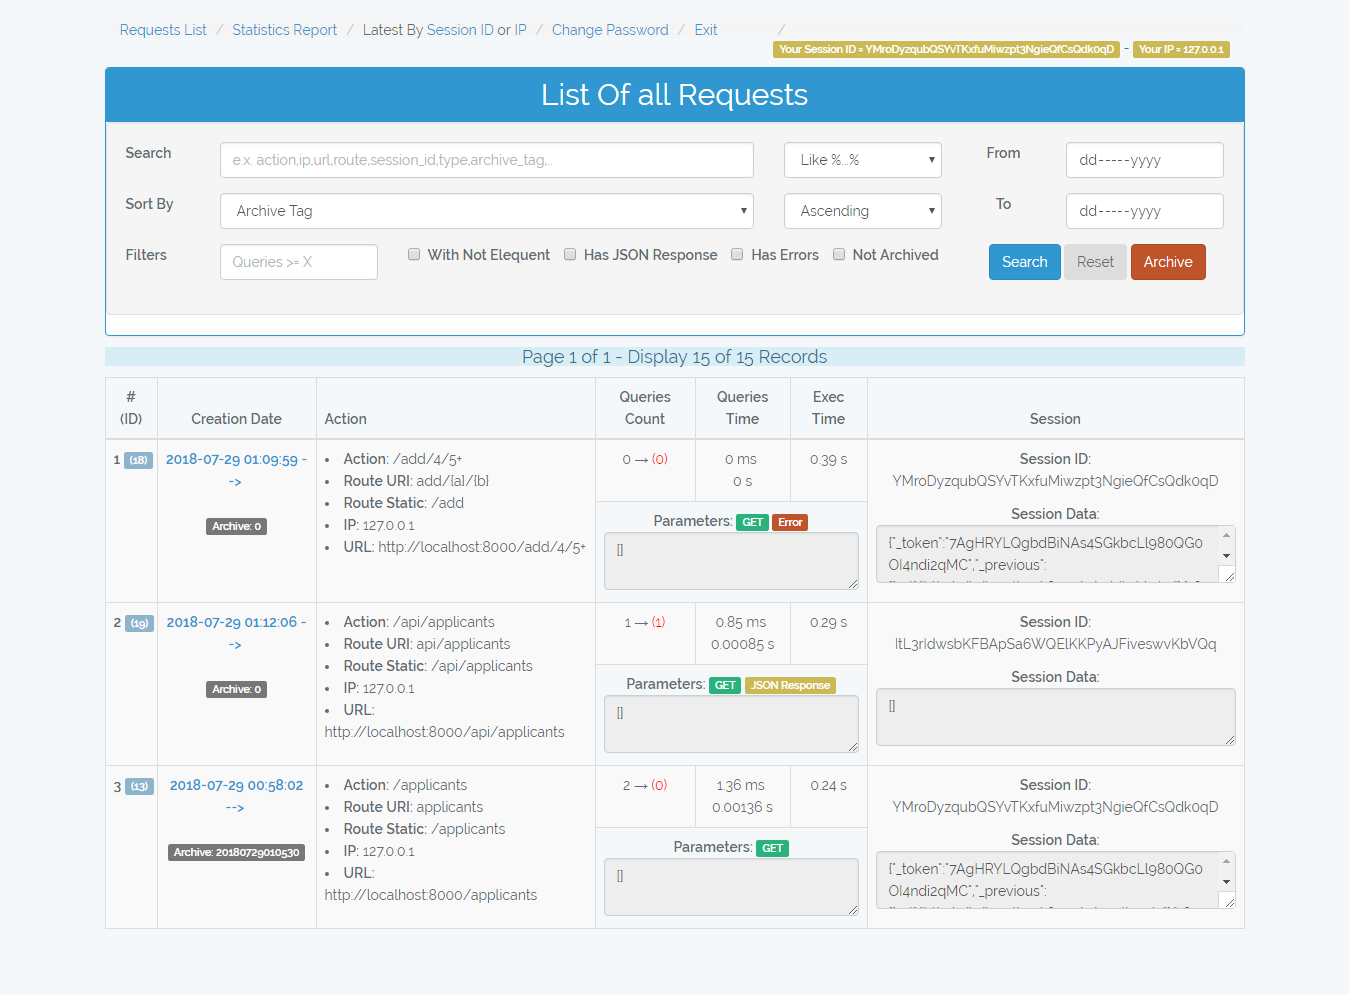 Requests List / Statistics Report / Latest By Session ID or IP / Change Password / Exit /
Your Session ID = YMroDyzqubQSYvTKxfuMiwzpt3NgieQfCsQdk0qD - Your IP = 127.0.0.1
List Of all Requests
Search e.x. action,ip,url,route,session_id,type,archive_tag,.. Like %...% From dd-----yyyy
Sort By Archive Tag Ascending To dd-----yyyy
Filters Queries >= X With Not Elequent Has JSON Response Has Errors Not Archived Search Reset Archive
Page 1 of 1 - Display 15 of 15 Records
# (ID) Creation Date Action Queries Count Queries Time Exec Time Session
1 (18) 2018-07-29 01:09:59 -->
Archive: 0
• Action: /add/4/5+
• Route URI: add/{a}/{b}
• Route Static: /add
• IP: 127.0.0.1
• URL: http://localhost:8000/add/4/5+
0 → (0) 0 ms 0.39 s
0 s
Parameters: GET Error
[]
Session ID:
YMroDyzqubQSYvTKxfuMiwzpt3NgieQfCsQdk0qD
Session Data:
{"_token":"7AgHRYLQgbdBiNAs4SGkbcLl980QG0
OI4ndi2qMC","_previous":
2 (19) 2018-07-29 01:12:06 -->
Archive: 0
• Action: /api/applicants
• Route URI: api/applicants
• Route Static: /api/applicants
• IP: 127.0.0.1
• URL:
http://localhost:8000/api/applicants
1 → (1) 0.85 ms 0.29 s
0.00085 s
Parameters: GET JSON Response
[]
Session ID:
ItL3rIdwsbKFBApSa6WQElKKPyAJFiveswvKbVQq
Session Data:
[]
3 (13) 2018-07-29 00:58:02
-->
Archive: 20180729010530
• Action: /applicants
• Route URI: applicants
• Route Static: /applicants
• IP: 127.0.0.1
• URL:
http://localhost:8000/applicants
2 → (0) 1.36 ms 0.24 s
0.00136 s
Parameters: GET
[]
Session ID:
YMroDyzqubQSYvTKxfuMiwzpt3NgieQfCsQdk0qD
Session Data:
{"_token":"7AgHRYLQgbdBiNAs4SGkbcLl980QG0
OI4ndi2qMC","_previous":